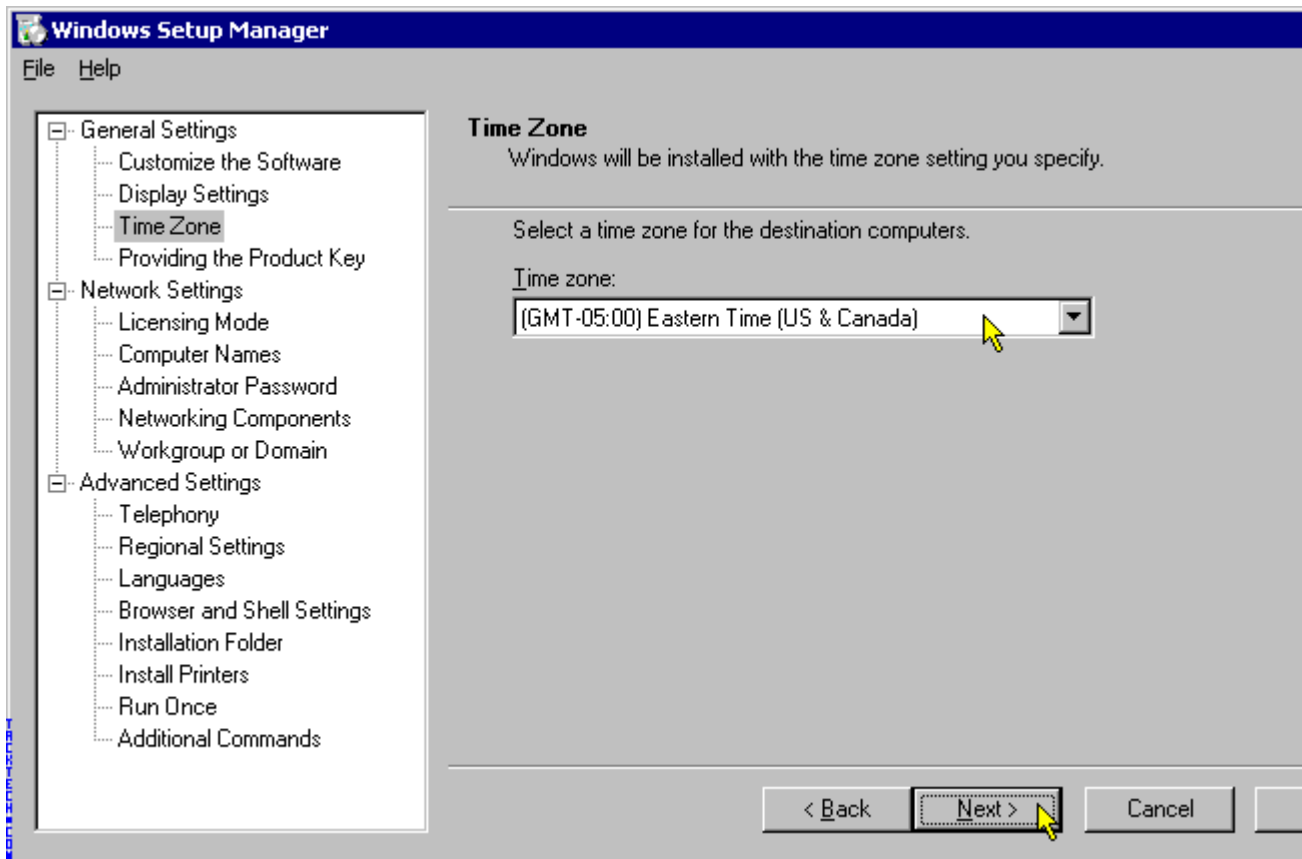 Windows Setup Manager
File Help
General Settings
Customize the Software
Display Settings
Time Zone
Providing the Product Key
Network Settings
Licensing Mode
Computer Names
Administrator Password
Networking Components
Workgroup or Domain
Advanced Settings
Telephony
Regional Settings
Languages
Browser and Shell Settings
Installation Folder
Install Printers
Run Once
Additional Commands
Time Zone
Windows will be installed with the time zone setting you specify.
Select a time zone for the destination computers.
Time zone:
(GMT-05:00) Eastern Time (US & Canada)
< Back Next > Cancel
TACKTECH.COM